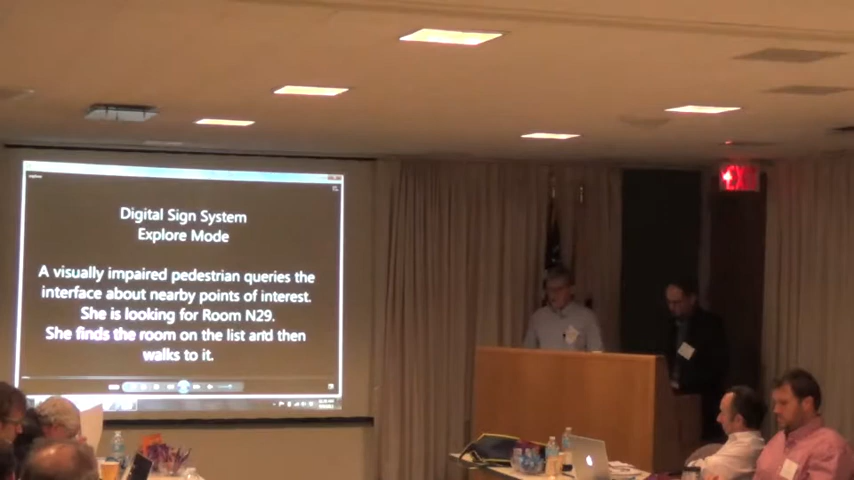 Digital Sign System
Explore Mode
A visually impaired pedestrian queries the
interface about nearby points of interest.
She is looking for Room N29.
She finds the room on the list and then
walks to it.
EXIT